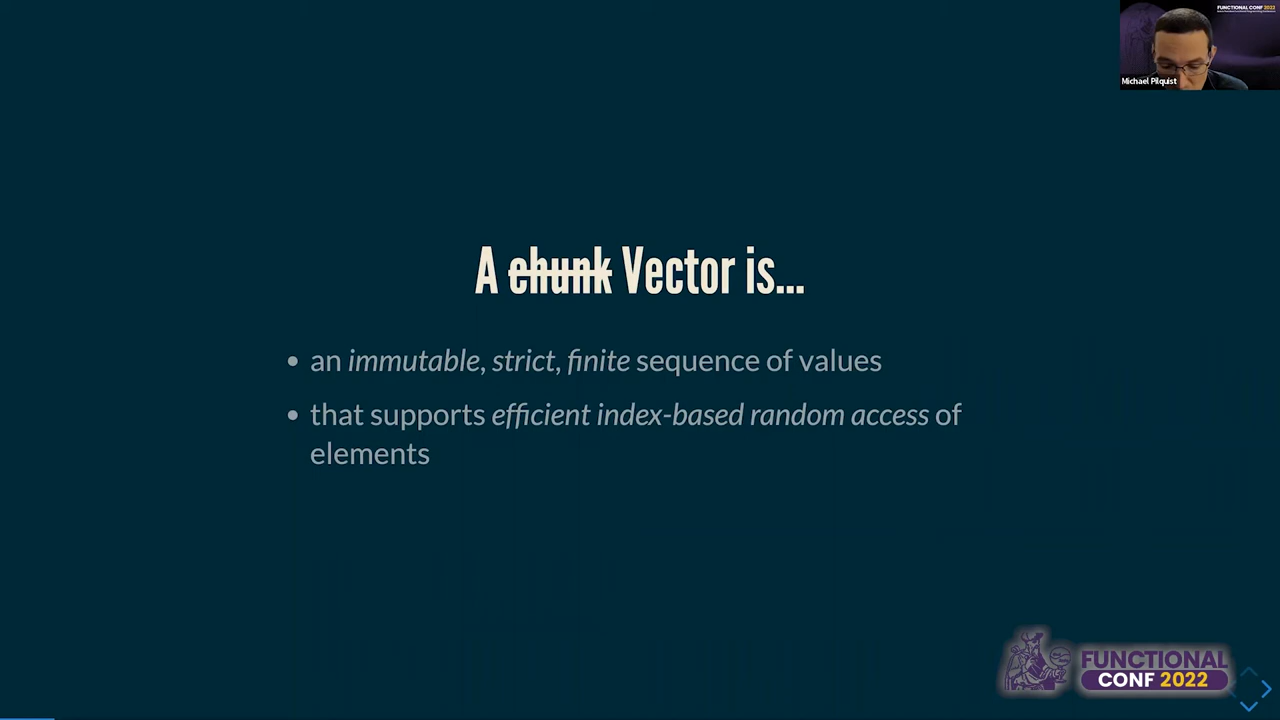 FUNCTIONAL CONF 2022
Michael Pilquist
A chunk Vector is...
• an immutable, strict, finite sequence of values
• that supports efficient index-based random access of
elements
FUNCTIONAL
CONF 2022